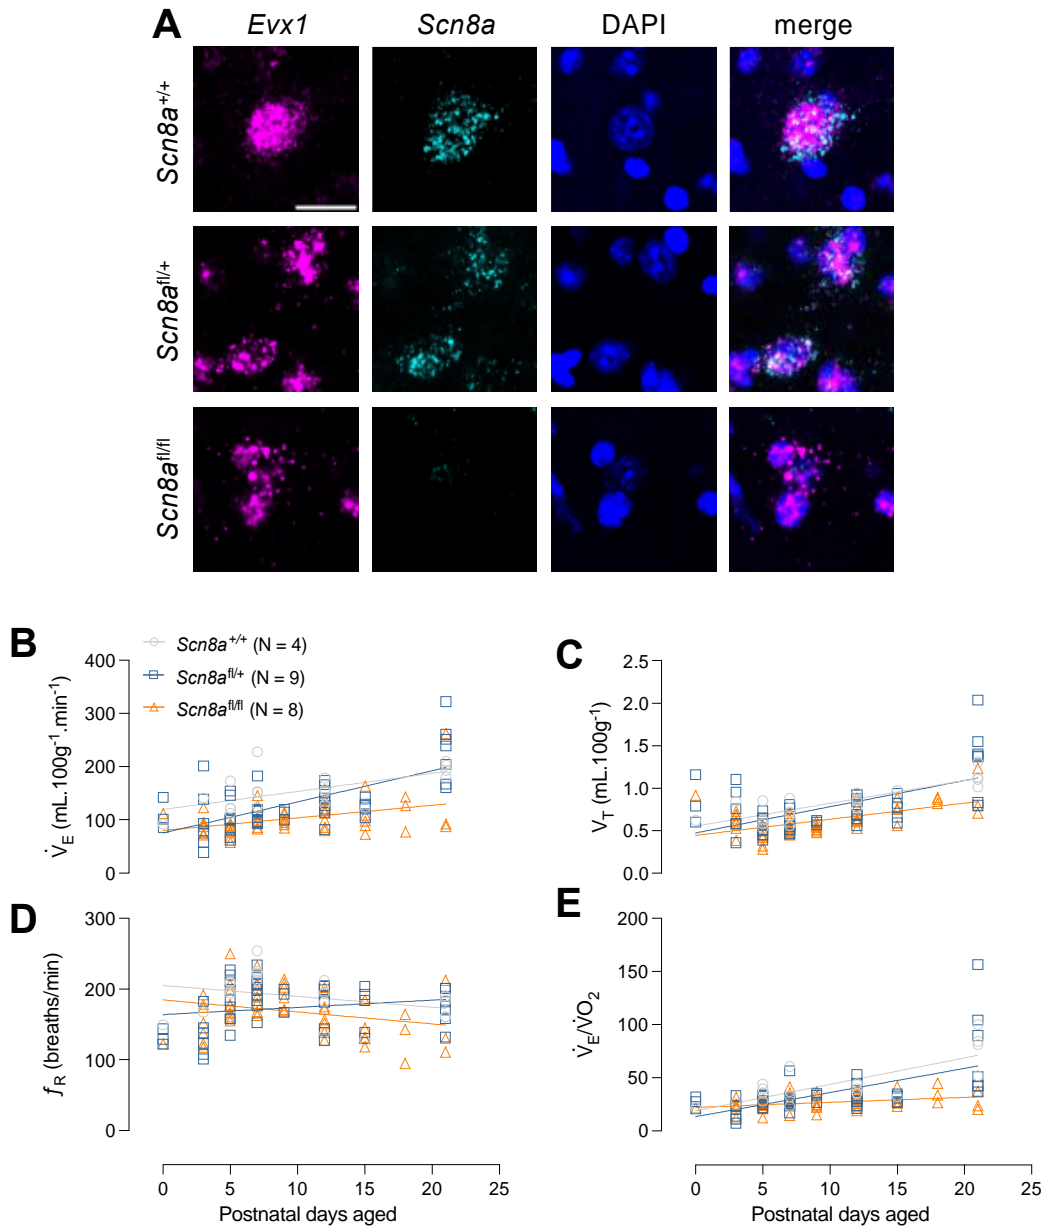 A
Evx1 Scn8a DAPI merge
Scn8a+/+
Scn8afl/+
Scn8afl/fl
B
Scn8a+/+ (N = 4)
Scn8afl/+ (N = 9)
Scn8afl/fl (N = 8)
V̇E (mL.100g-1.min-1)
400
300
200
100
0
C
VT (mL.100g-1)
2.5
2.0
1.5
1.0
0.5
0.0
D
fR (breaths/min)
300
200
100
0
0 5 10 15 20 25
Postnatal days aged
E
V̇E/V̇O2
200
150
100
50
0
0 5 10 15 20 25
Postnatal days aged